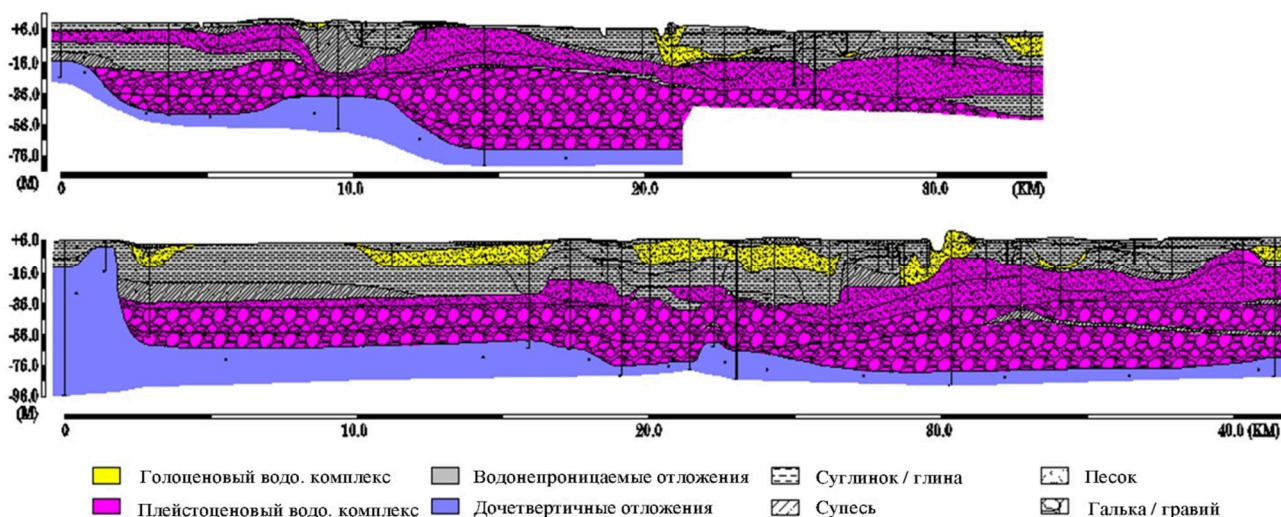 +6.0
-16.0
-36.0
-56.0
-76.0
(М)
0 10.0 20.0 30.0 (КМ)
+6.0
-16.0
-36.0
-56.0
-76.0
-96.0
(М)
0 10.0 20.0 30.0 40.0 (КМ)
Голоценовый водо. комплекс Водонепроницаемые отложения Суглинок / глина Песок
Плейстоценовый водо. комплекс Дочетвертичные отложения Супесь Галька / гравий